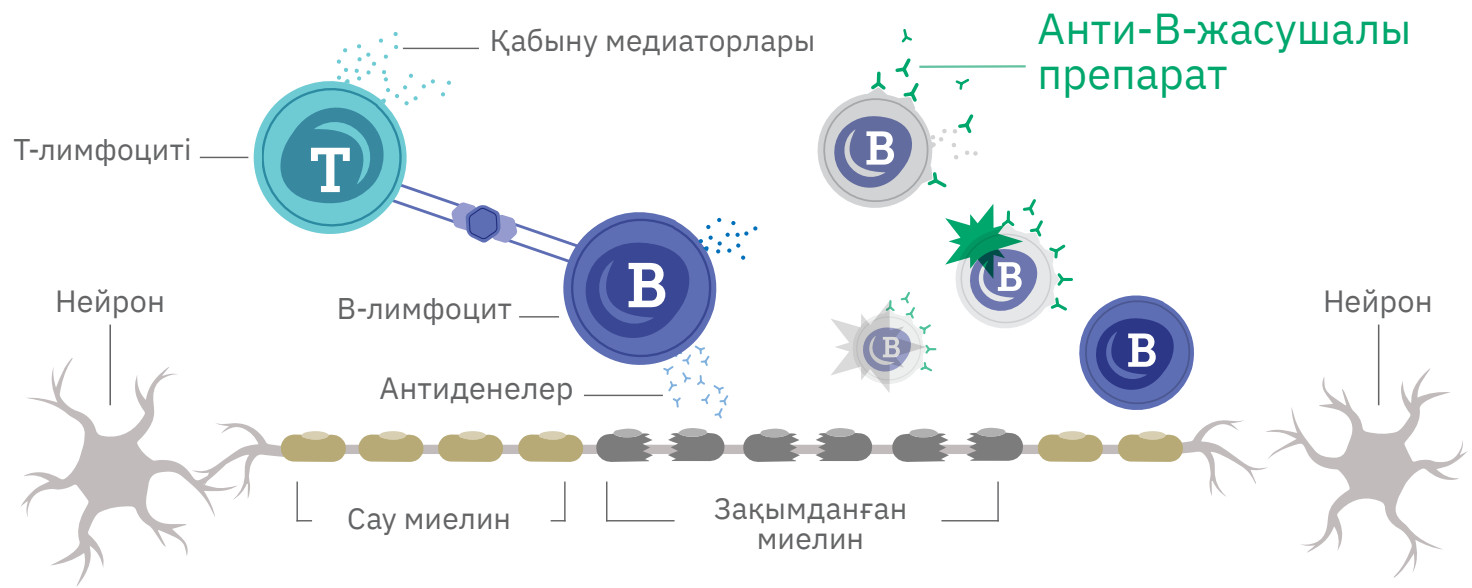 Қабыну медиаторлары
Анти-В-жасушалы
препарат
Т-лимфоциті
T
B
B
B
B
B
Нейрон
В-лимфоцит
Нейрон
Антиденелер
Сау миелин
Зақымданған
миелин